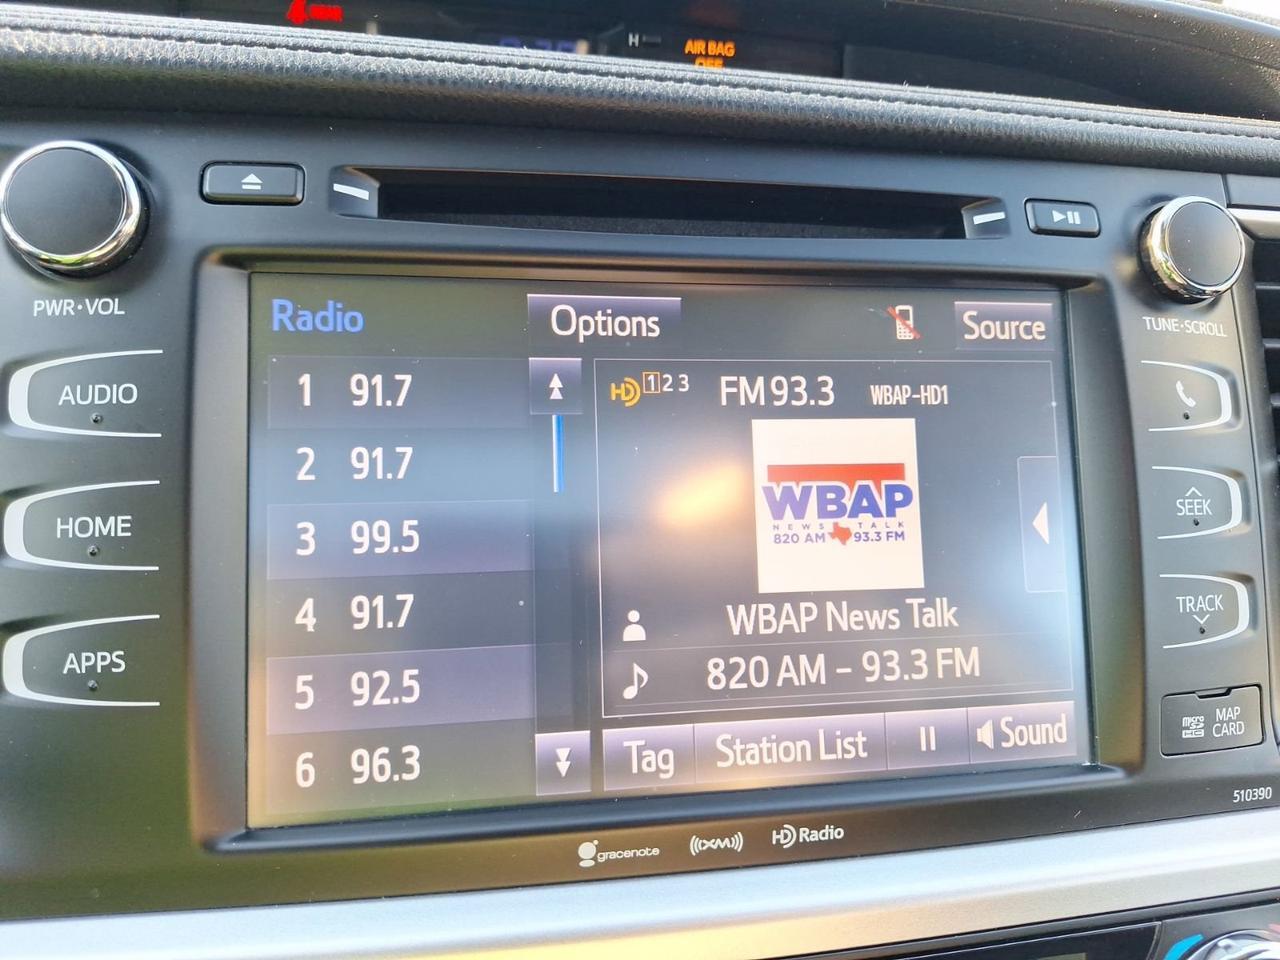 AIR BAG
OFF
H
PWR•VOL
AUDIO
HOME
APPS
Radio
Options
Source
1 91.7
2 91.7
3 99.5
4 91.7
5 92.5
6 96.3
HD 1 2 3 FM 93.3 WBAP-HD1
WBAP
NEWS TALK
820 AM 93.3 FM
WBAP News Talk
820 AM - 93.3 FM
Tag
Station List
Sound
TUNE•SCROLL
SEEK
TRACK
micro SD HC MAP CARD
510390
gracenote
((XM))
HD Radio